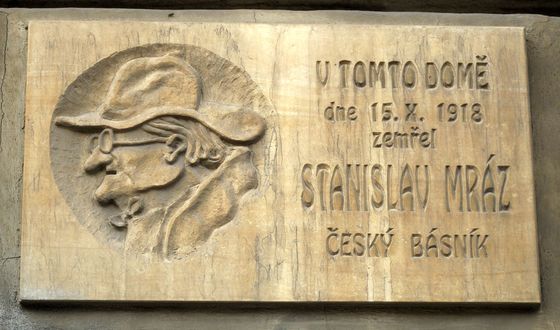 V TOMTO DOMĚ
dne 15. X. 1918
zemřel
STANISLAV MRÁZ
ČESKÝ BÁSNÍK